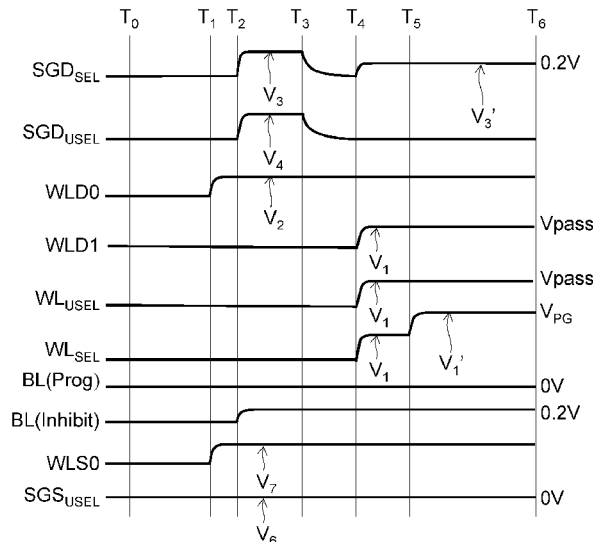 T0 T1 T2 T3 T4 T5 T6
SGDSEL 0.2V
V3 V3'
SGDUSEL
V4
WLD0
V2
WLD1 Vpass
V1
WLUSEL Vpass
V1
WLSEL VPG
V1 V1'
BL(Prog) 0V
BL(Inhibit) 0.2V
WLS0
V7
SGSUSEL 0V
V6